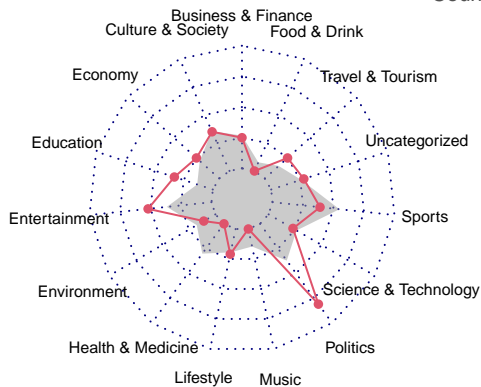 Business & Finance
Culture & Society
Food & Drink
Economy
Travel & Tourism
Education
Uncategorized
Entertainment
Sports
Environment
Science & Technology
Health & Medicine
Politics
Lifestyle
Music